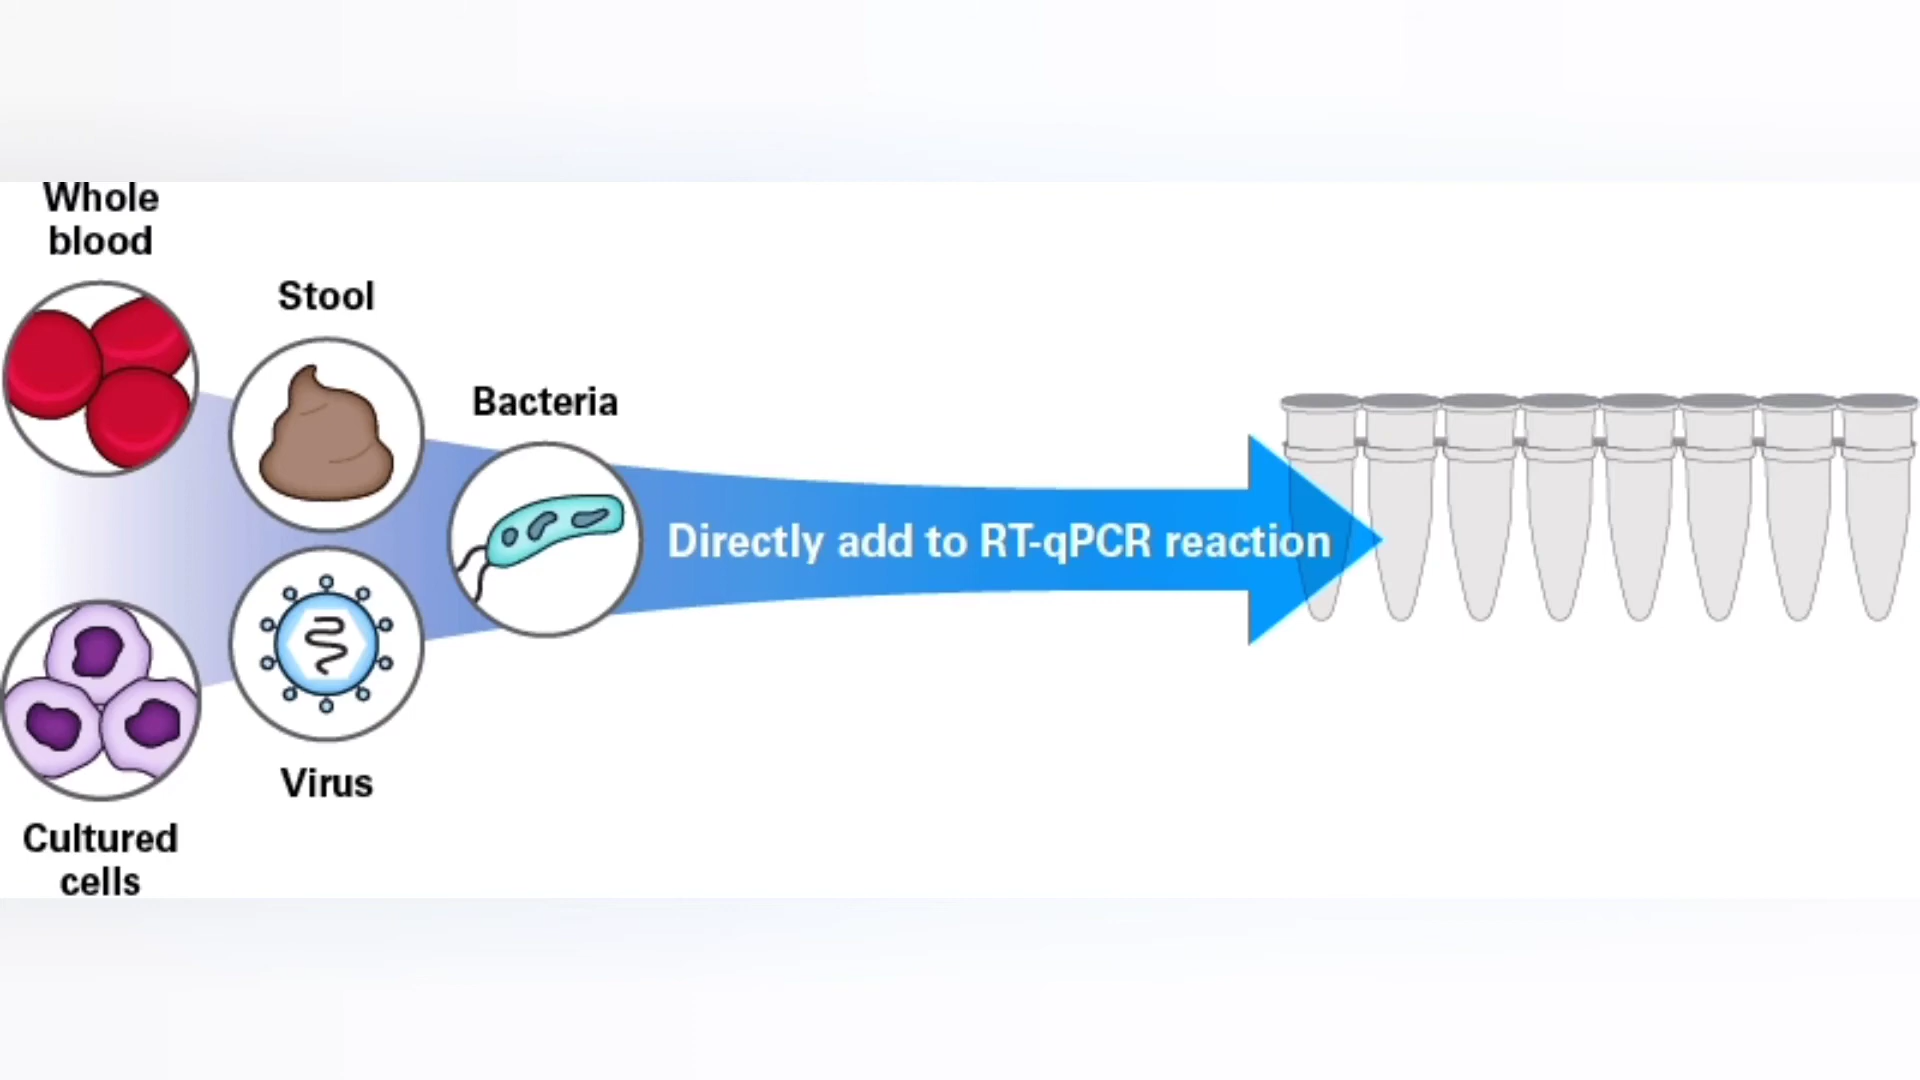 Whole
blood
Stool
Bacteria
Directly add to RT-qPCR reaction
Virus
Cultured
cells